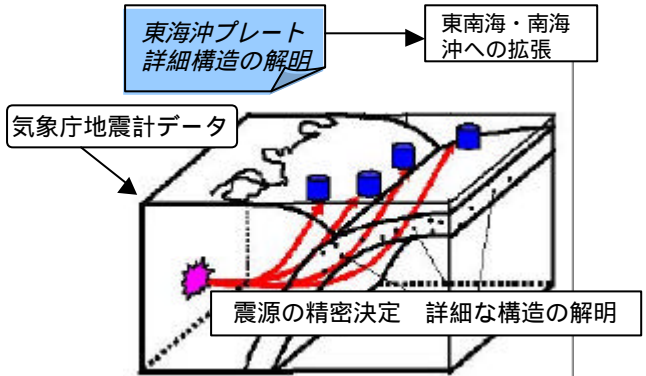 東海沖プレート
詳細構造の解明
東南海・南海
沖への拡張
気象庁地震計データ
震源の精密決定　詳細な構造の解明